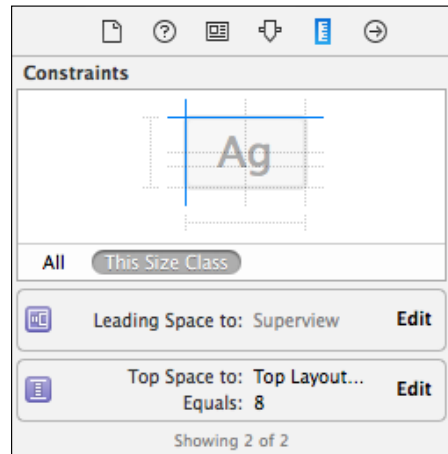 Constraints
Ag
All This Size Class
Leading Space to: Superview Edit
Top Space to: Top Layout... Edit
Equals: 8
Showing 2 of 2